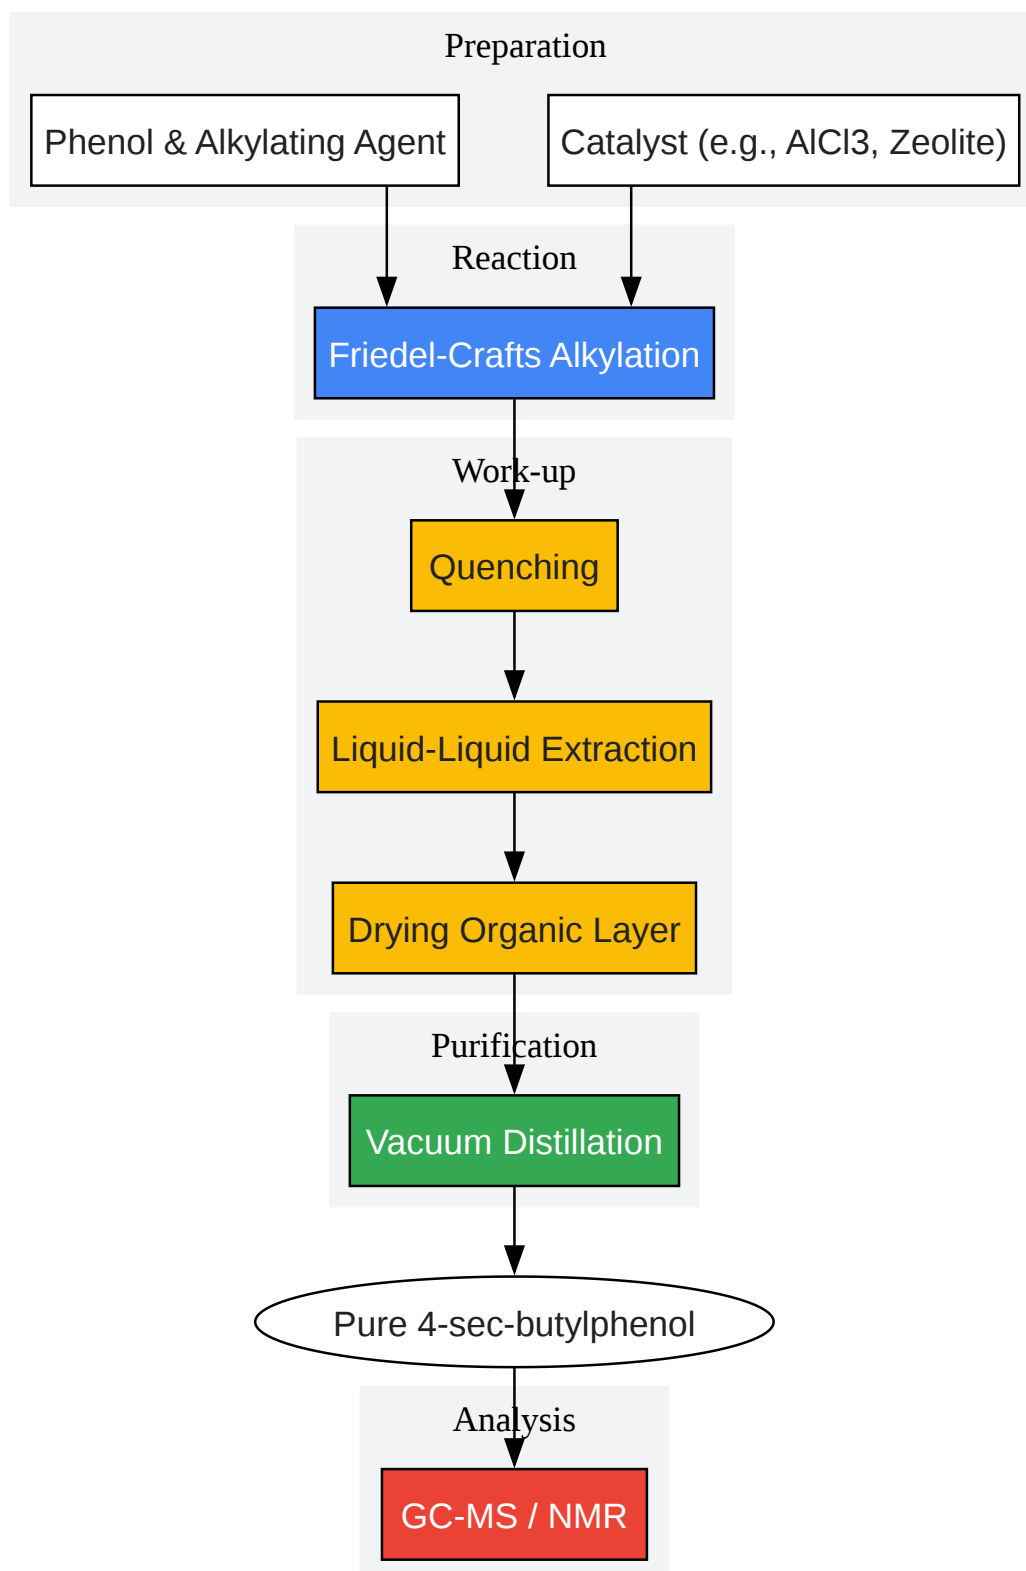 Preparation
Phenol & Alkylating Agent
Catalyst (e.g., AlCl3, Zeolite)
Reaction
Friedel-Crafts Alkylation
Work-up
Quenching
Liquid-Liquid Extraction
Drying Organic Layer
Purification
Vacuum Distillation
Pure 4-sec-butylphenol
Analysis
GC-MS / NMR